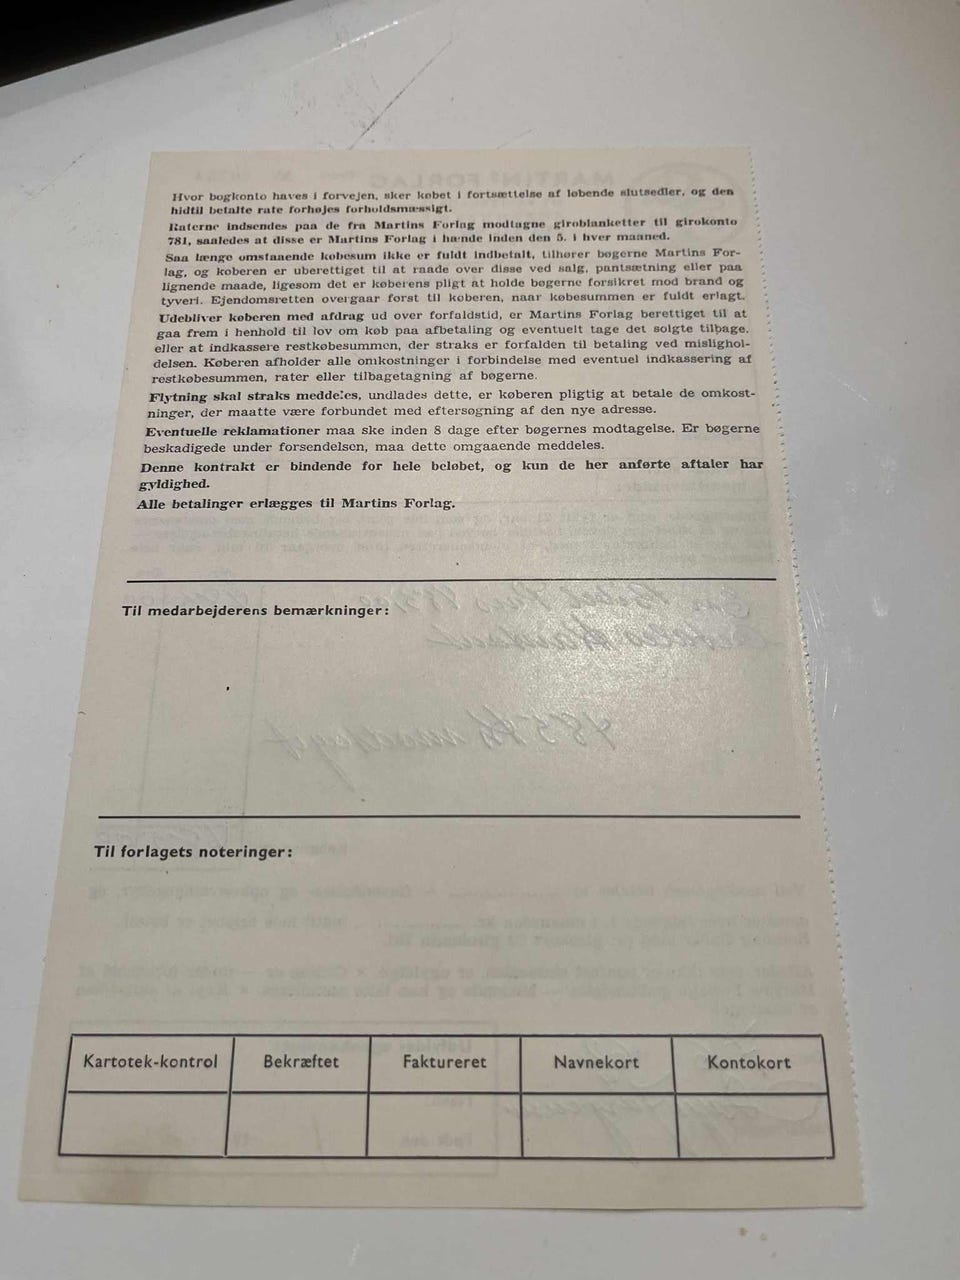 Hvor bogkonto haves i forvejen, sker købet i fortsættelse af løbende slutsedler, og den
hidtil betalte rate forhøjes forholdsmæssigt.
Raterne indsendes paa de fra Martins Forlag modtagne giroblanketter til girokonto
781, saaledes at disse er Martins Forlag i hænde inden den 5. i hver maaned.
Saa længe omstaaende købesum ikke er fuldt indbetalt, tilhører bøgerne Martins For-
lag, og køberen er uberettiget til at raade over disse ved salg, pantsætning eller paa
lignende maade, ligesom det er køberens pligt at holde bøgerne forsikret mod brand og
tyveri. Ejendomsretten overgaar først til køberen, naar købesummen er fuldt erlagt.
Udebliver køberen med afdrag ud over forfaldstid, er Martins Forlag berettiget til at
gaa frem i henhold til lov om køb paa afbetaling og eventuelt tage det solgte tilbage,
eller at indkassere restkøbesummen, der straks er forfalden til betaling ved mislighol-
delsen. Køberen afholder alle omkostninger i forbindelse med eventuel indkassering af
restkøbesummen, rater eller tilbagetagning af bøgerne.
Flytning skal straks meddeles, undlades dette, er køberen pligtig at betale de omkost-
ninger, der maatte være forbundet med eftersøgning af den nye adresse.
Eventuelle reklamationer maa ske inden 8 dage efter bøgernes modtagelse. Er bøgerne
beskadigede under forsendelsen, maa dette omgaaende meddeles.
Denne kontrakt er bindende for hele beløbet, og kun de her anførte aftaler har
gyldighed.
Alle betalinger erlægges til Martins Forlag.
Til medarbejderens bemærkninger:
Til forlagets noteringer:
Kartotek-kontrol Bekræftet Faktureret Navnekort Kontokort